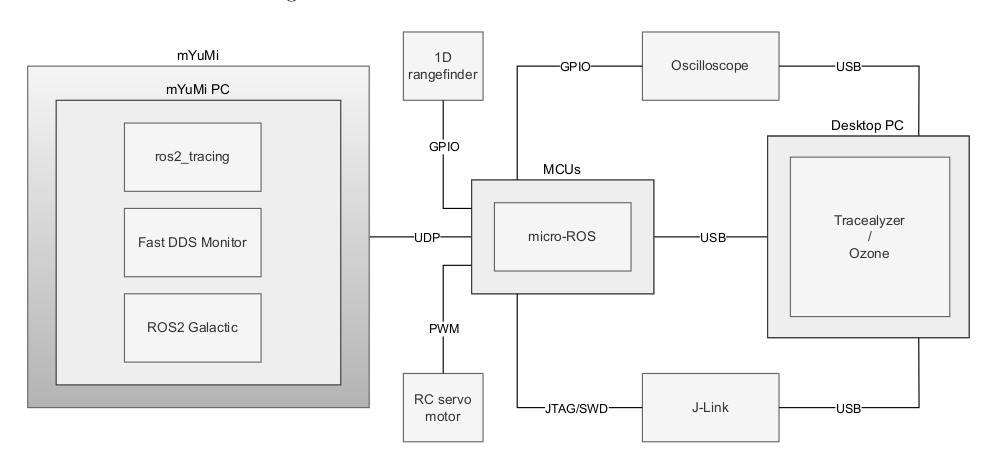 mYuMi
mYuMi PC
ros2_tracing
Fast DDS Monitor
ROS2 Galactic
1D
rangefinder
GPIO
UDP
PWM
RC servo
motor
MCUs
micro-ROS
GPIO
Oscilloscope
USB
USB
Desktop PC
Tracealyzer
/
Ozone
JTAG/SWD
J-Link
USB